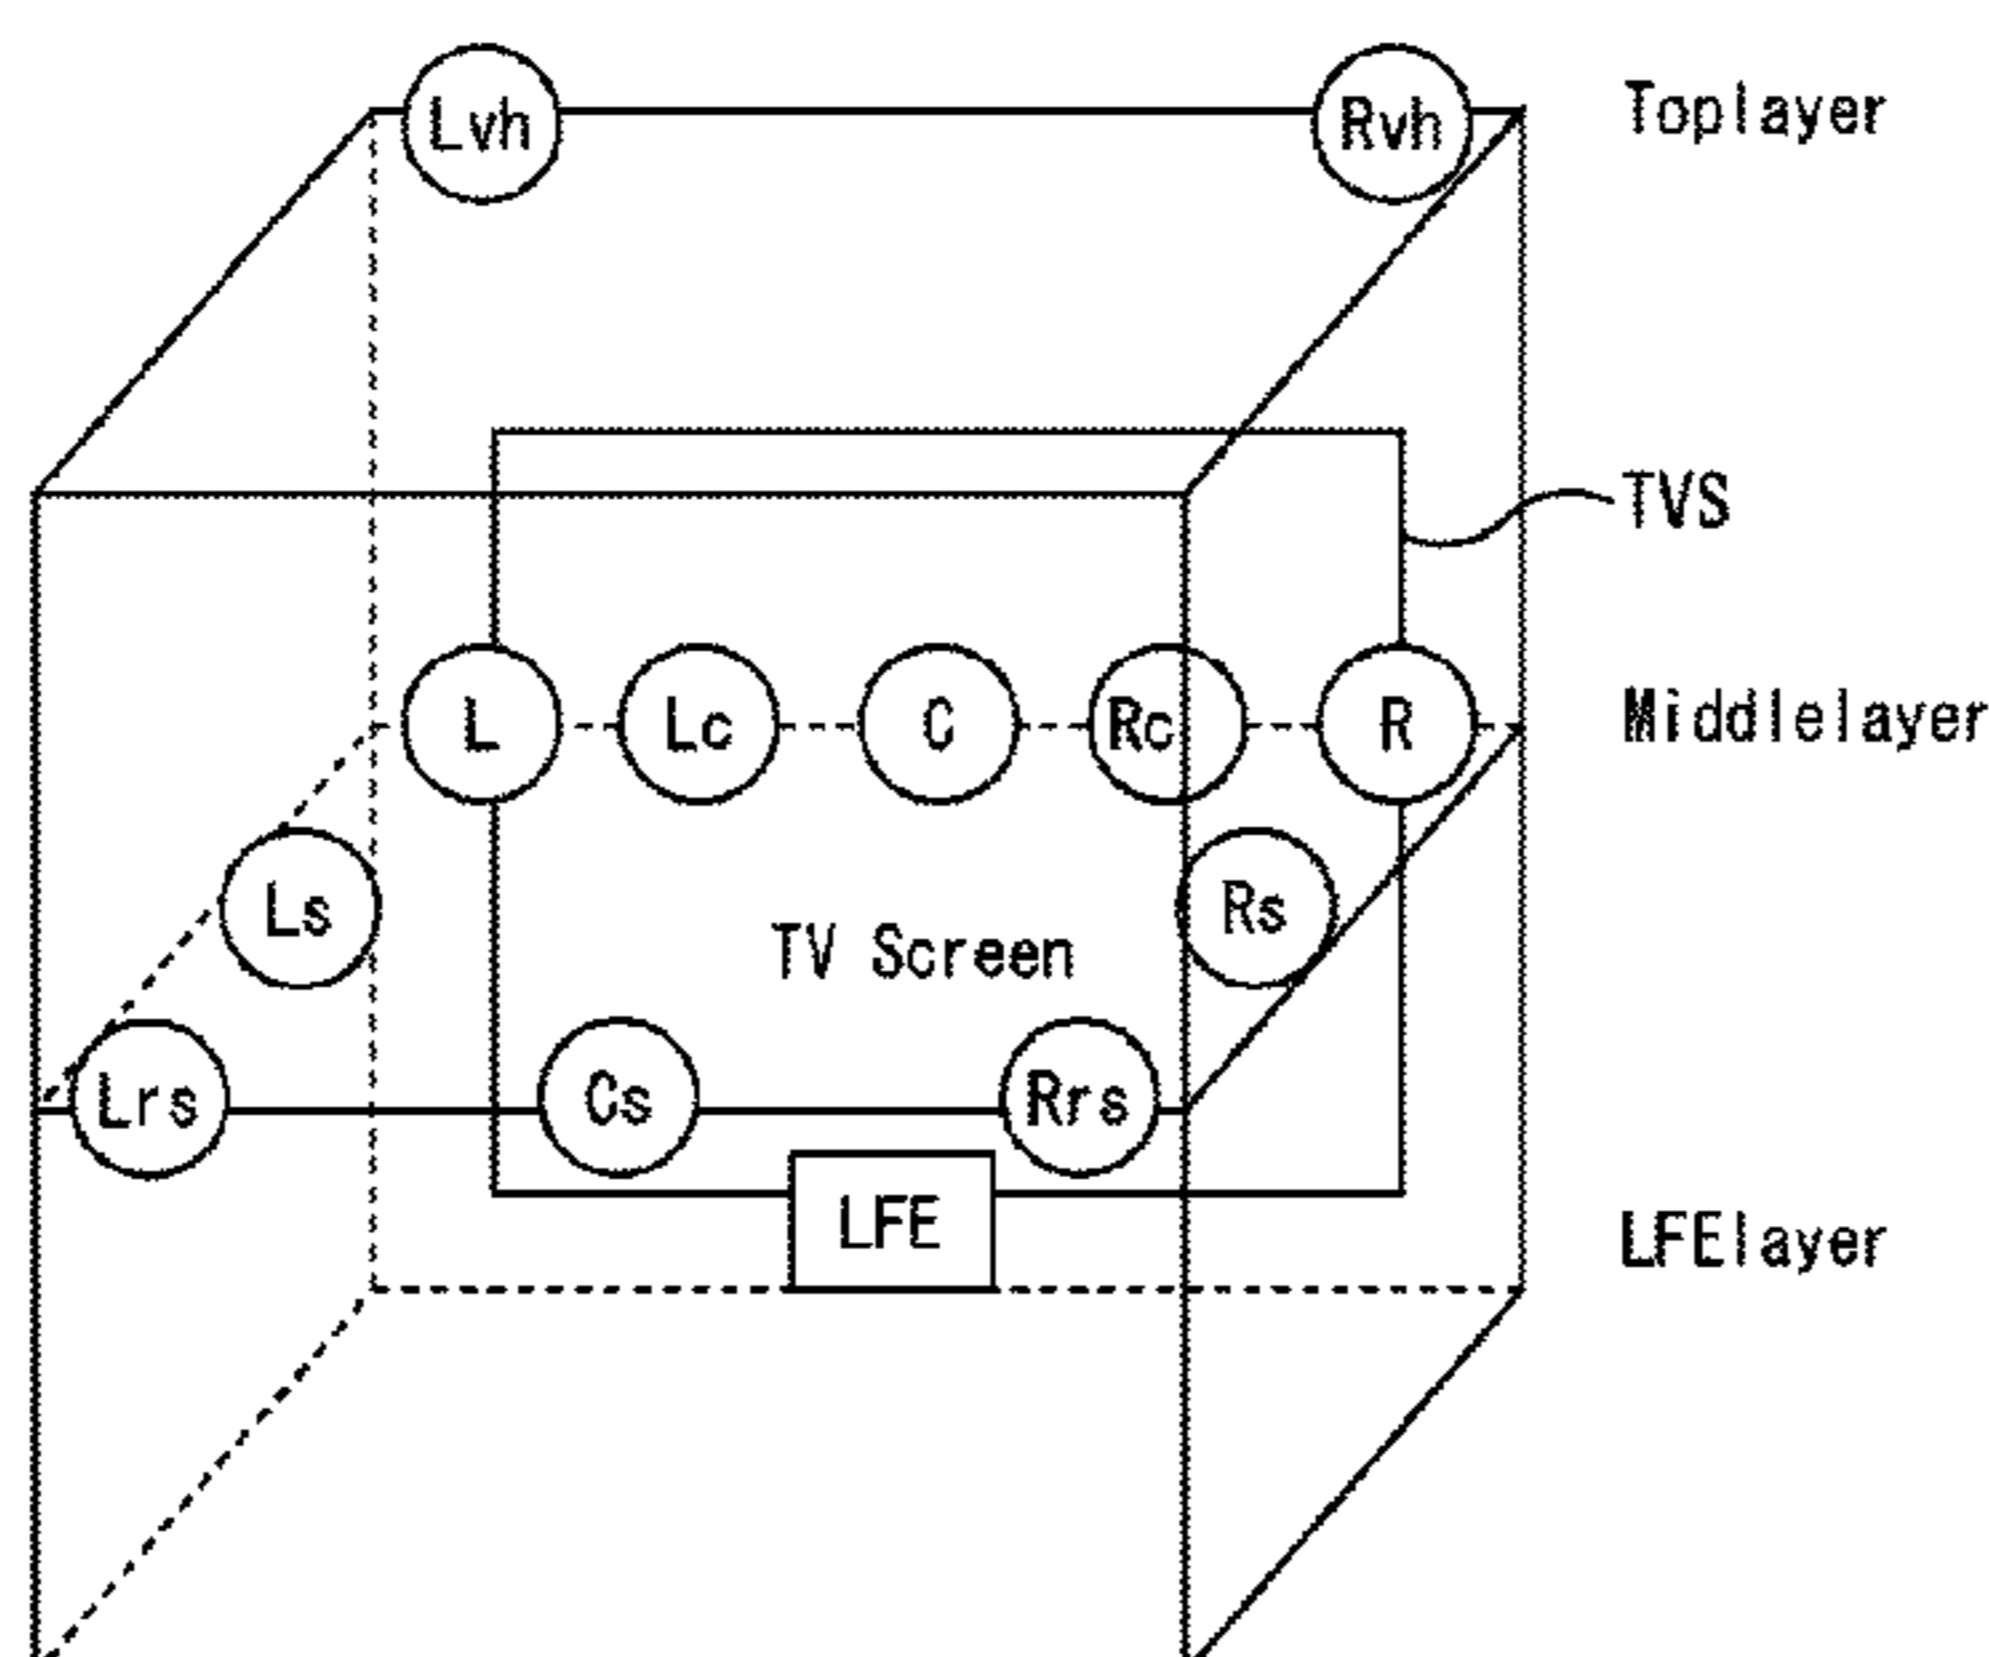 Lvh
Rvh
Toplayer
TVS
L
Lc
C
Rc
R
Middlelayer
Ls
Rs
TV Screen
Lrs
Cs
Rrs
LFE
LFElayer